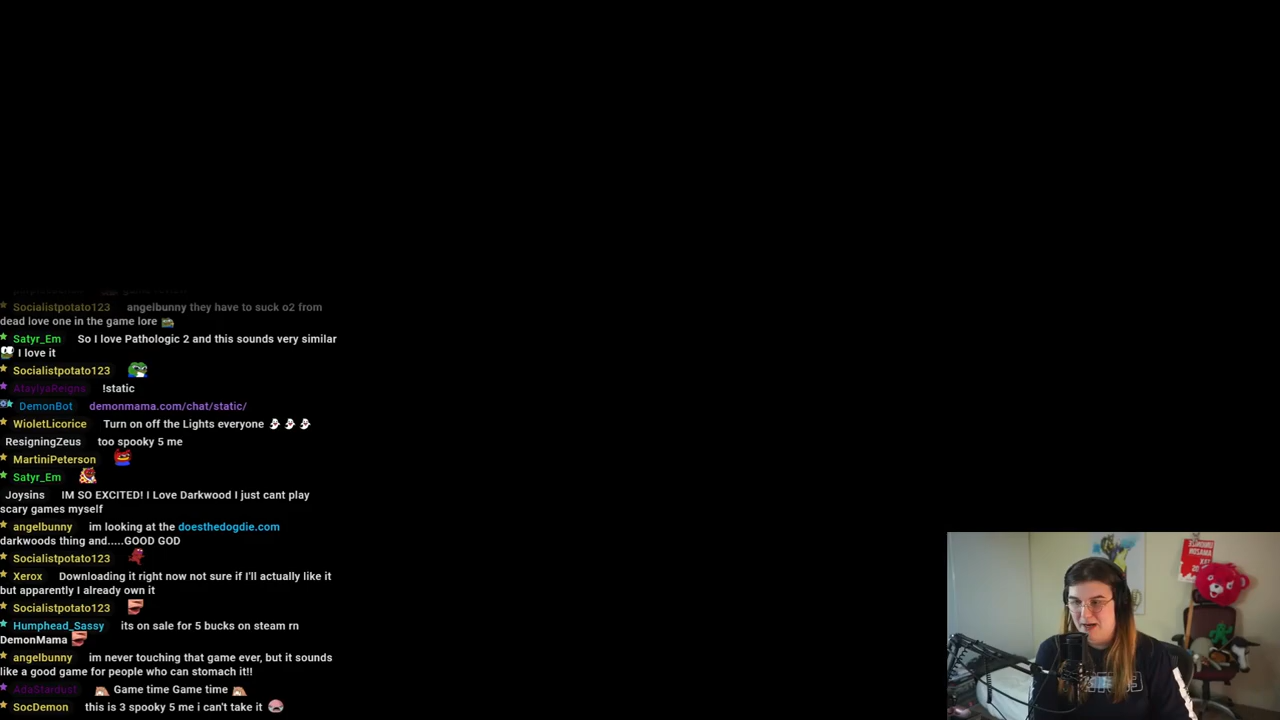 Socialistpotato123 angelbunny they have to suck o2 from
dead love one in the game lore
Satyr_Em So I love Pathologic 2 and this sounds very similar
I love it
Socialistpotato123
AtaylyaReigns !static
DemonBot demonmama.com/chat/static/
WioletLicorice Turn on off the Lights everyone
ResigningZeus too spooky 5 me
MartiniPeterson
Satyr_Em
Joysins IM SO EXCITED! I Love Darkwood I just cant play
scary games myself
angelbunny im looking at the doesthedogdie.com
darkwoods thing and.....GOOD GOD
Socialistpotato123
Xerox Downloading it right now not sure if I'll actually like it
but apparently I already own it
Socialistpotato123
Humphead_Sassy its on sale for 5 bucks on steam rn
DemonMama
angelbunny im never touching that game ever, but it sounds
like a good game for people who can stomach it!!
AdaStardust Game time Game time
SocDemon this is 3 spooky 5 me i can't take it